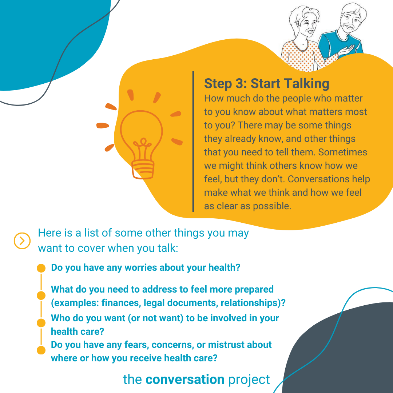 Step 3: Start Talking
How much do the people who matter
to you know about what matters most
to you? There may be some things
they already know, and other things
that you need to tell them. Sometimes
we might think others know how we
feel, but they don't. Conversations help
make what we think and how we feel
as clear as possible.
Here is a list of some other things you may
want to cover when you talk:
Do you have any worries about your health?
What do you need to address to feel more prepared
(examples: finances, legal documents, relationships)?
Who do you want (or not want) to be involved in your
health care?
Do you have any fears, concerns, or mistrust about
where or how you receive health care?
the conversation project